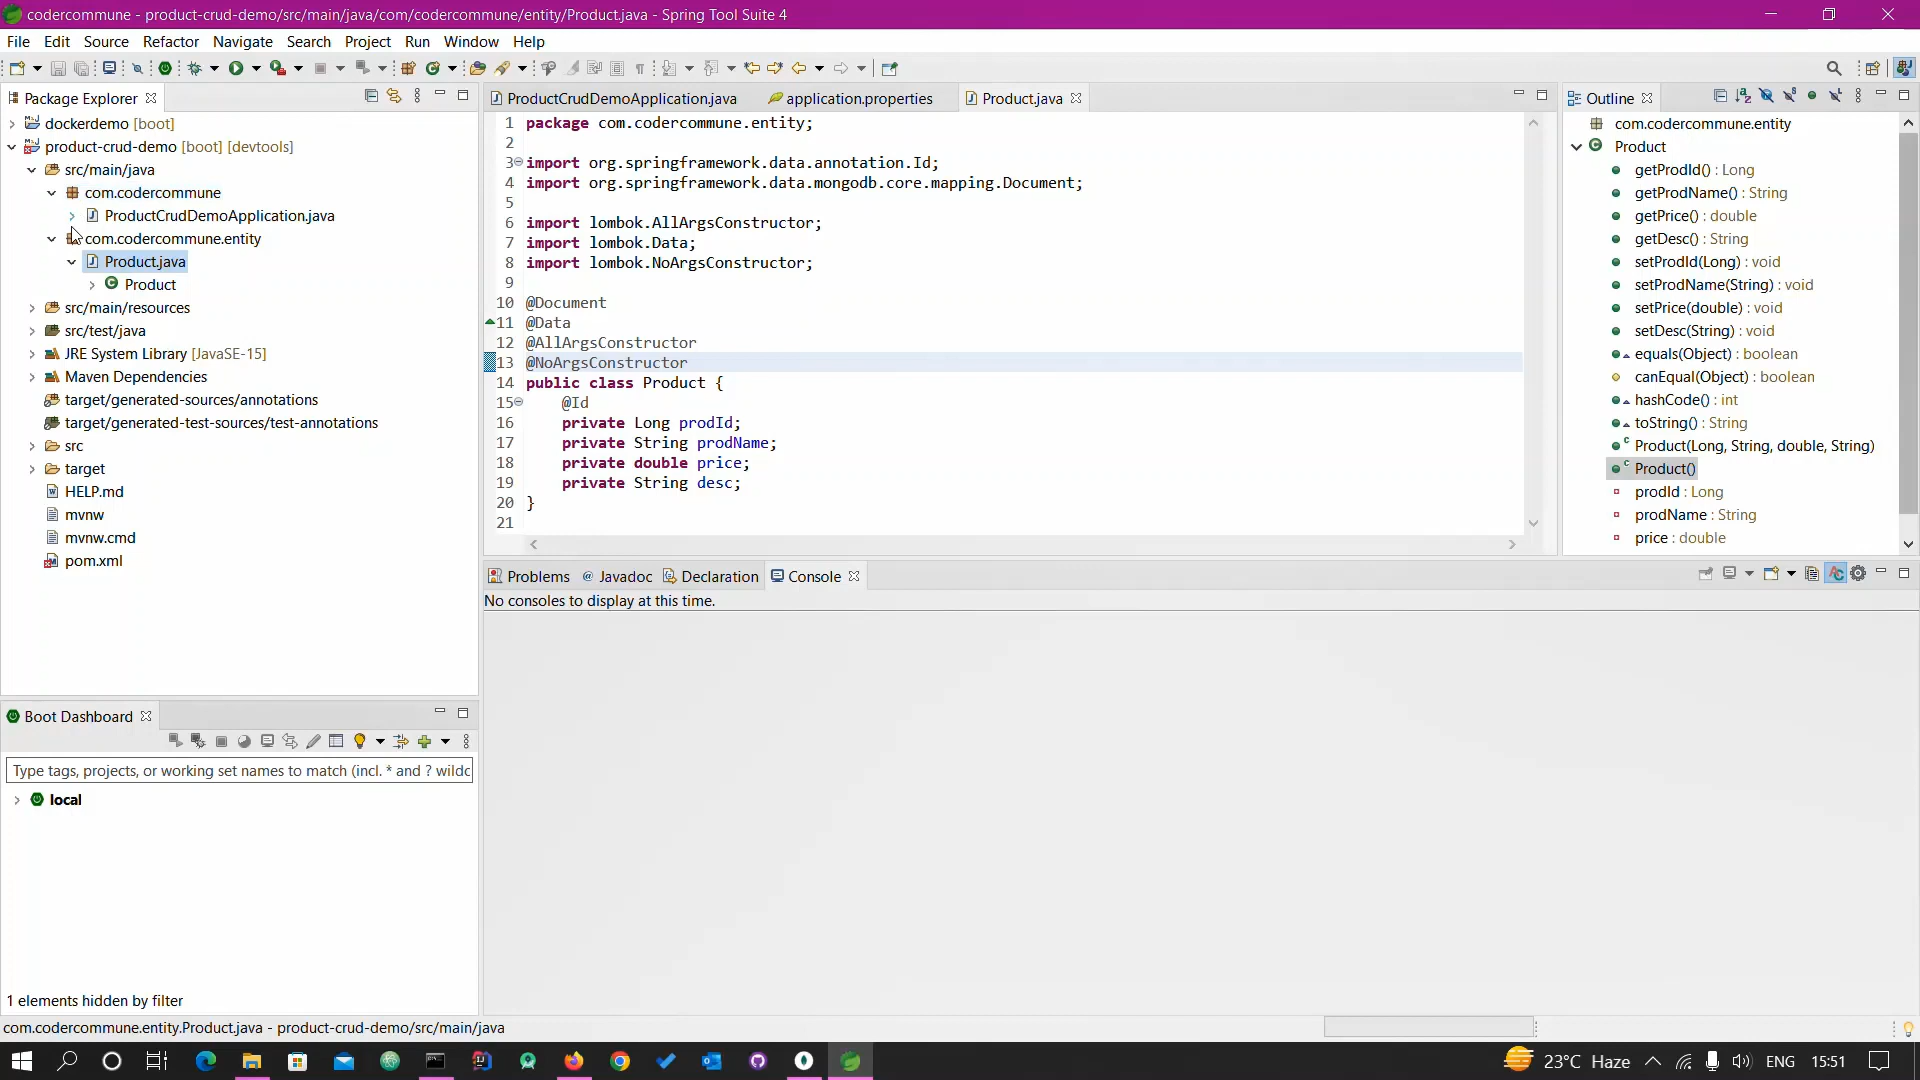 codercommune - product-crud-demo/src/main/java/com/codercommune/entity/Product.java - Spring Tool Suite 4
File Edit Source Refactor Navigate Search Project Run Window Help
Package Explorer
dockerdemo [boot]
product-crud-demo [boot] [devtools]
src/main/java
com.codercommune
ProductCrudDemoApplication.java
com.codercommune.entity
Product.java
Product
src/main/resources
src/test/java
JRE System Library [JavaSE-15]
Maven Dependencies
target/generated-sources/annotations
target/generated-test-sources/test-annotations
src
target
HELP.md
mvnw
mvnw.cmd
pom.xml
ProductCrudDemoApplication.java application.properties Product.java
1 package com.codercommune.entity;
2
3 import org.springframework.data.annotation.Id;
4 import org.springframework.data.mongodb.core.mapping.Document;
5
6 import lombok.AllArgsConstructor;
7 import lombok.Data;
8 import lombok.NoArgsConstructor;
9
10 @Document
11 @Data
12 @AllArgsConstructor
13 @NoArgsConstructor
14 public class Product {
15 @Id
16 private Long prodId;
17 private String prodName;
18 private double price;
19 private String desc;
20 }
21
Outline
com.codercommune.entity
Product
getProdId() : Long
getProdName() : String
getPrice() : double
getDesc() : String
setProdId(Long) : void
setProdName(String) : void
setPrice(double) : void
setDesc(String) : void
equals(Object) : boolean
canEqual(Object) : boolean
hashCode() : int
toString() : String
Product(Long, String, double, String)
Product()
prodId : Long
prodName : String
price : double
Problems Javadoc Declaration Console
No consoles to display at this time.
Boot Dashboard
Type tags, projects, or working set names to match (incl. * and ? wildc
local
1 elements hidden by filter
com.codercommune.entity.Product.java - product-crud-demo/src/main/java
23°C Haze ENG 15:51